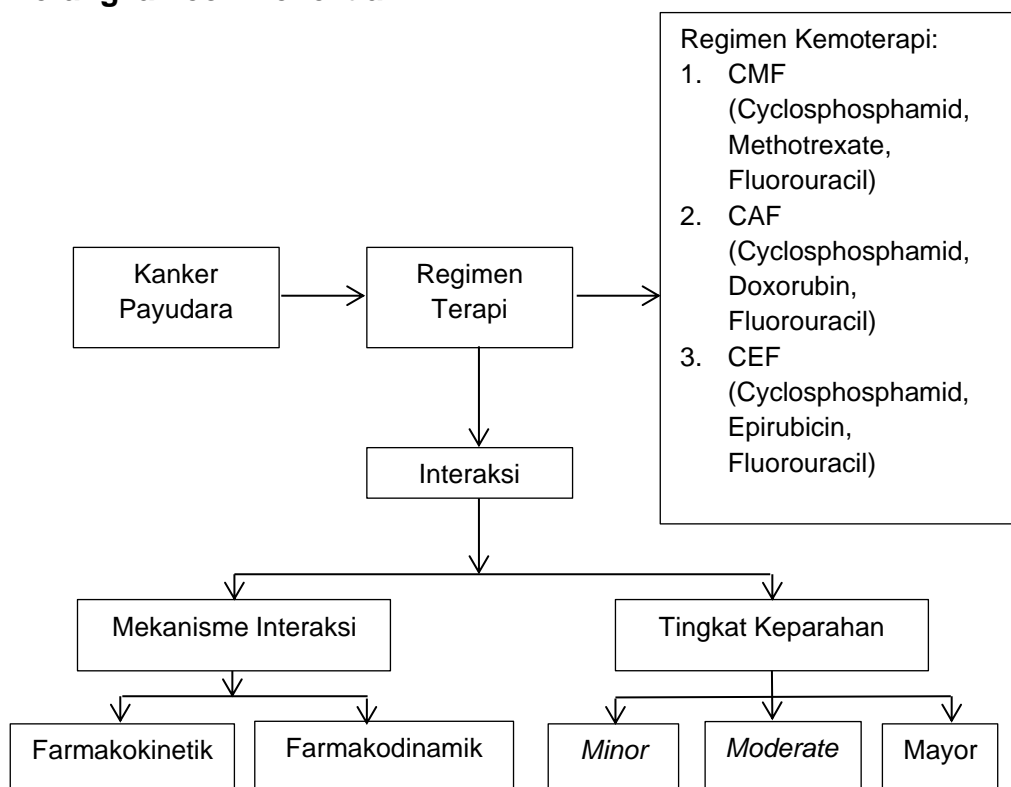 Regimen Kemoterapi:
1. CMF
(Cyclosphosphamid,
Methotrexate,
Fluorouracil)
2. CAF
(Cyclosphosphamid,
Doxorubin,
Fluorouracil)
3. CEF
(Cyclosphosphamid,
Epirubicin,
Fluorouracil)
Kanker
Payudara
Regimen
Terapi
Interaksi
Mekanisme Interaksi
Tingkat Keparahan
Farmakokinetik
Farmakodinamik
Minor
Moderate
Mayor